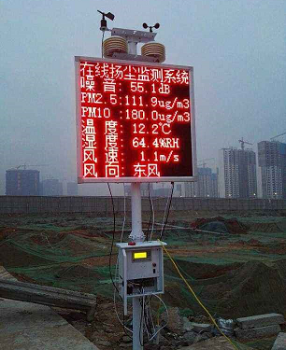 在线扬尘监测系统
噪 音: 55.1dB
PM2.5:111.9ug/m3
PM10 :180.0ug/m3
温 度: 12.2℃
湿 度: 64.4%RH
风 速: 1.1m/s
风 向: 东风